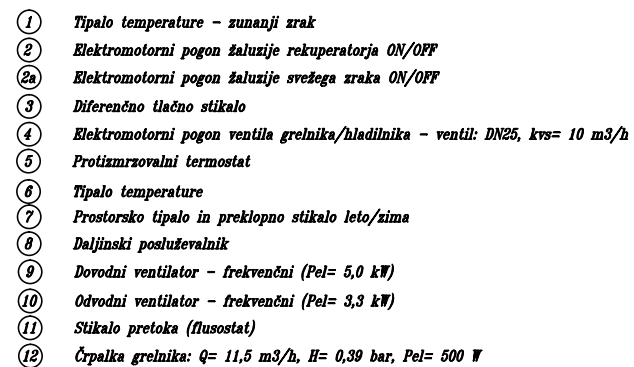 1 Tipalo temperature - zunanji zrak
2 Elektromotorni pogon žaluzije rekuperatorja ON/OFF
2a Elektromotorni pogon žaluzije svežega zraka ON/OFF
3 Diferenčno tlačno stikalo
4 Elektromotorni pogon ventila grelnika/hladilnika - ventil: DN25, kvs= 10 m3/h
5 Protizmrzovalni termostat
6 Tipalo temperature
7 Prostorsko tipalo in preklopno stikalo leto/zima
8 Daljinski posluževalnik
9 Dovodni ventilator - frekvenčni (Pel= 5,0 kW)
10 Odvodni ventilator - frekvenčni (Pel= 3,3 kW)
11 Stikalo pretoka (flusostat)
12 Črpalka grelnika: Q= 11,5 m3/h, H= 0,39 bar, Pel= 500 W